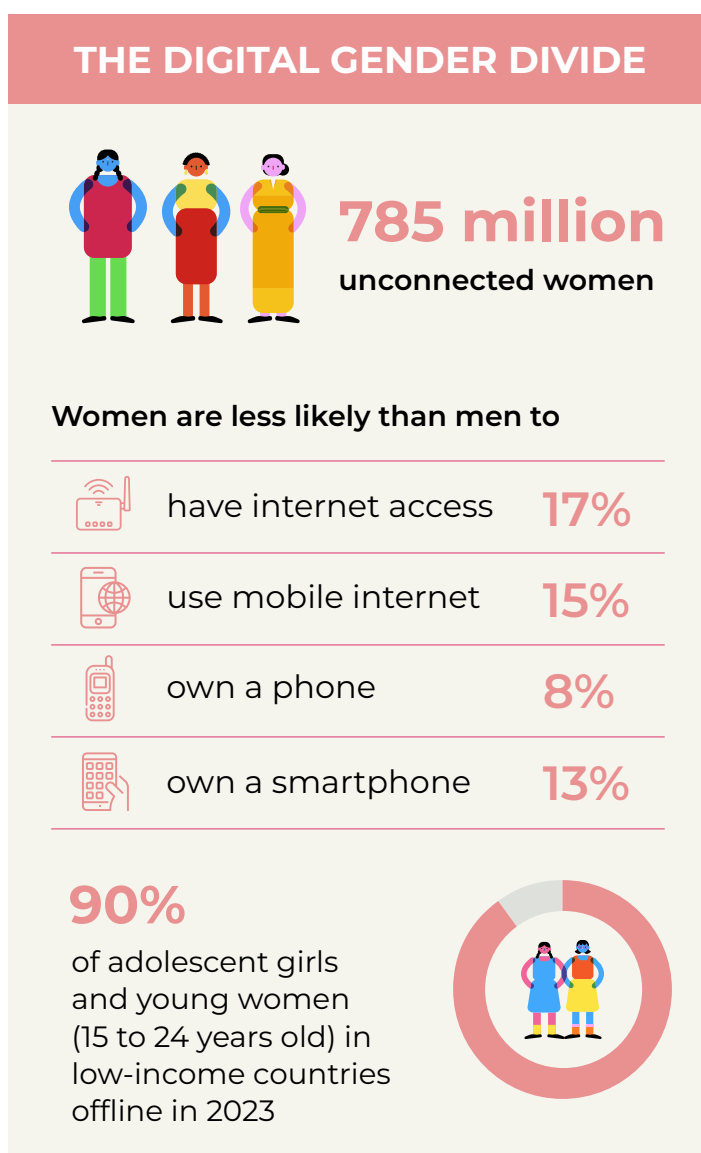 THE DIGITAL GENDER DIVIDE
785 million
unconnected women
Women are less likely than men to
have internet access 17%
use mobile internet 15%
own a phone 8%
own a smartphone 13%
90%
of adolescent girls
and young women
(15 to 24 years old) in
low-income countries
offline in 2023